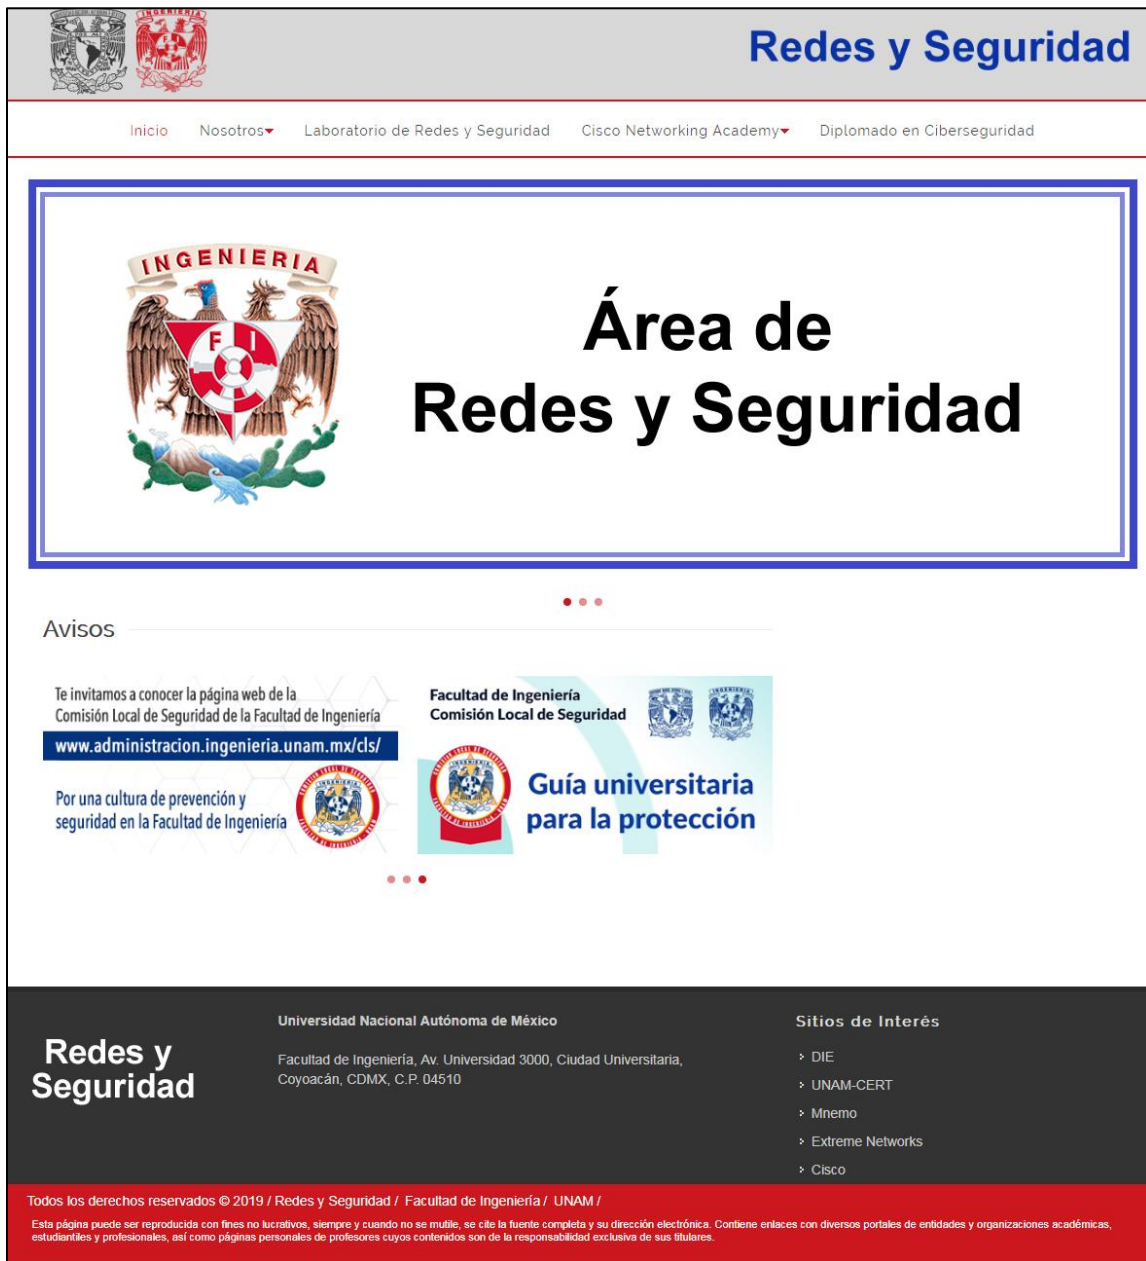 INGENIERIA
Redes y Seguridad
Inicio Nosotros Laboratorio de Redes y Seguridad Cisco Networking Academy Diplomado en Ciberseguridad
INGENIERIA
F I
Área de
Redes y Seguridad
Avisos
Te invitamos a conocer la página web de la
Comisión Local de Seguridad de la Facultad de Ingeniería
www.administracion.ingenieria.unam.mx/cls/
Por una cultura de prevención y
seguridad en la Facultad de Ingeniería
Facultad de Ingeniería
Comisión Local de Seguridad
Guía universitaria
para la protección
Redes y
Seguridad
Universidad Nacional Autónoma de México
Facultad de Ingeniería, Av. Universidad 3000, Ciudad Universitaria,
Coyoacán, CDMX, C.P. 04510
Sitios de Interés
DIE
UNAM-CERT
Mnemo
Extreme Networks
Cisco
Todos los derechos reservados © 2019 / Redes y Seguridad / Facultad de Ingeniería / UNAM /
Esta página puede ser reproducida con fines no lucrativos, siempre y cuando no se mutile, se cite la fuente completa y su dirección electrónica. Contiene enlaces con diversos portales de entidades y organizaciones académicas,
estudiantiles y profesionales, así como páginas personales de profesores cuyos contenidos son de la responsabilidad exclusiva de sus titulares.